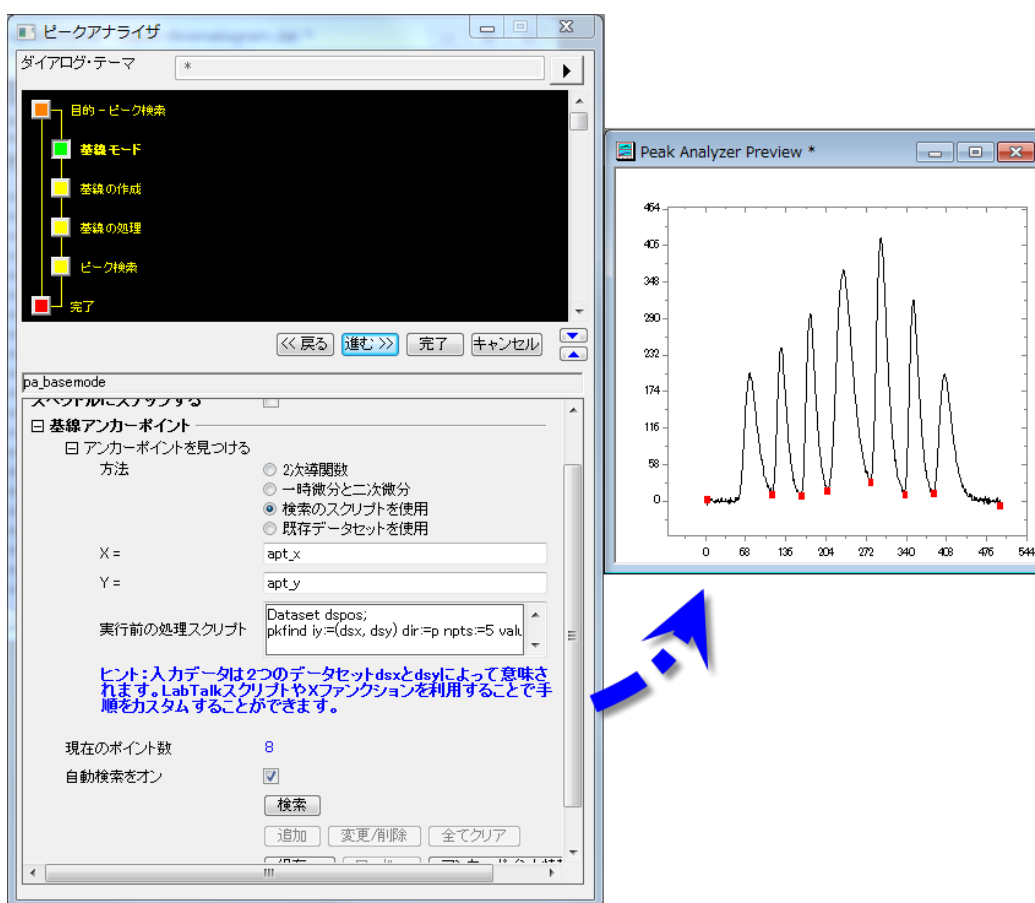 ピークアナライザ
ダイアログ・テーマ
*
目的 – ピーク検索
基線モード
基線の作成
基線の処理
ピーク検索
完了
<< 戻る 進む >> 完了 キャンセル
pa_basemode
スペクトルにスナップする
基線アンカーポイント
アンカーポイントを見つける
方法
2次導関数
一時微分と二次微分
検索のスクリプトを使用
既存データセットを使用
X = apt_x
Y = apt_y
実行前の処理スクリプト
Dataset dspos;
pkfind iy:=(dsx, dsy) dir:=p npts:=5 valu
ヒント:入力データは2つのデータセットdsxとdsyによって意味さ
れます。LabTalkスクリプトやXファンクションを利用することで手
順をカスタムすることができます。
現在のポイント数 8
自動検索をオン
検索
追加 変更/削除 全てクリア
Peak Analyzer Preview *
464
406
348
290
232
174
116
58
0
0 68 136 204 272 340 408 476 544